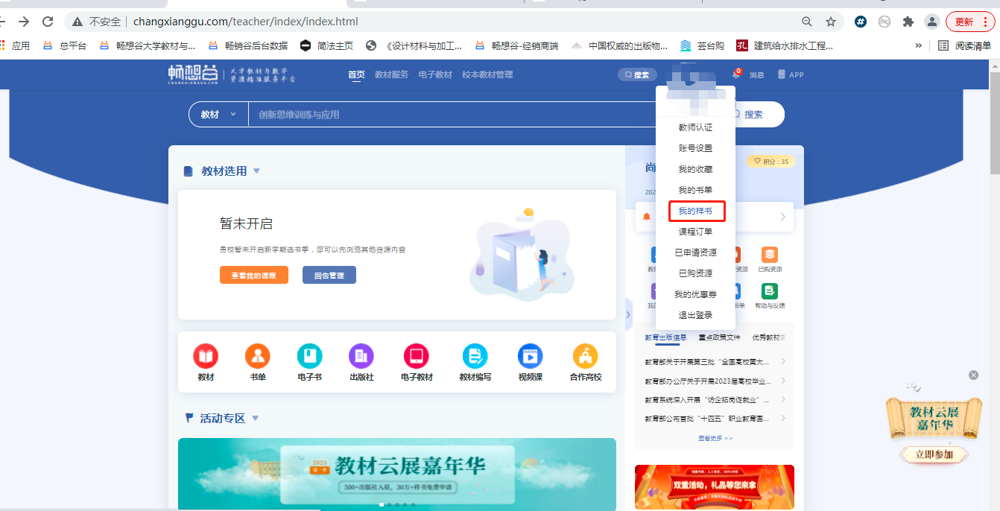 不安全 changxianggu.com/teacher/index/index.html 更新
应用 总平台 畅想谷大学教材与... 畅销谷后台数据 简法主页 《设计材料与加工... 畅想谷-经销商端 中国权威的出版物... 芸台购 建筑给水排水工程... » 阅读清单
畅想谷 大学教材与数字
资源精准服务平台
CHANGXIANGGU.COM
首页 教材服务 电子教材 校本教材管理 搜索 0 消息 APP
教材 创新思维训练与应用 搜索
教师认证
账号设置
我的收藏
我的书单
我的样书
课程订单
已申请资源
已购资源
我的优惠券
退出登录
教材选用
暂未开启
贵校暂未开启新学期选书季，您可以先浏览其他资源内容
查看我的课程 回告管理
教材 书单 电子书 出版社 电子教材 教材编写 视频课 合作高校
活动专区
2023
第一季
教材云展嘉年华
500+出版社入驻，30万+样书免费申请
尚
积分：35
202
资源 已购资源
书单 帮助与反馈
教育出版信息 重点政策文件 优秀教材
教育部关于开展第三批“全国高校黄大...
教育部办公厅关于开展2023届高校毕业...
教育系统深入开展“访企拓岗促就业”...
教育部公布首批“十四五”职业教育国...
查看更多 >>
双重活动，礼品等您来拿
教材云展
嘉年华
立即参加